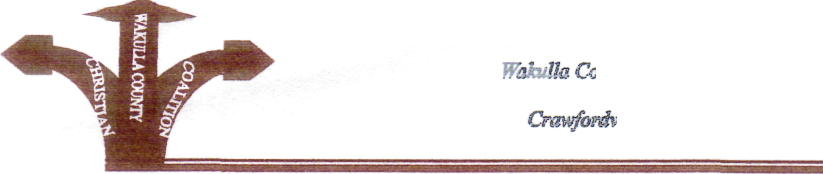 CHRISTIAN
WAKULLA COUNTY
COALITION
Wakulla Co
Crawfordv